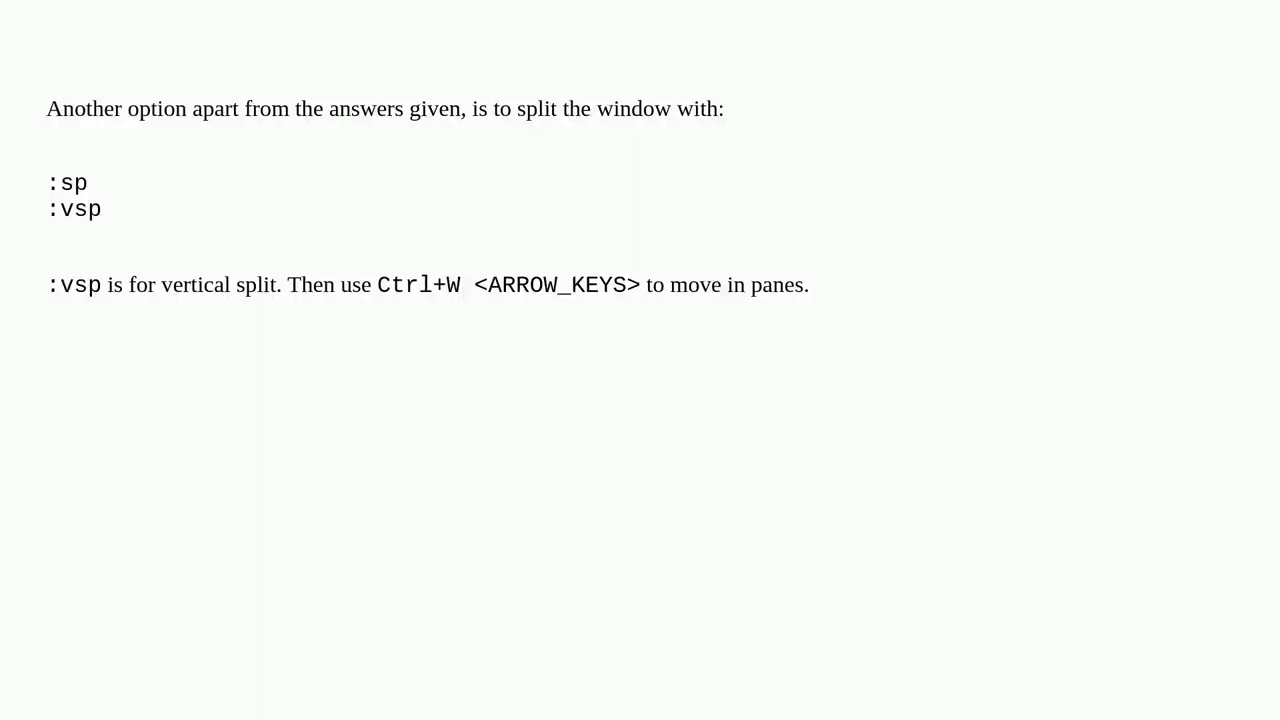 Another option apart from the answers given, is to split the window with:
:sp
:vsp
:vsp is for vertical split. Then use Ctrl+W <ARROW_KEYS> to move in panes.